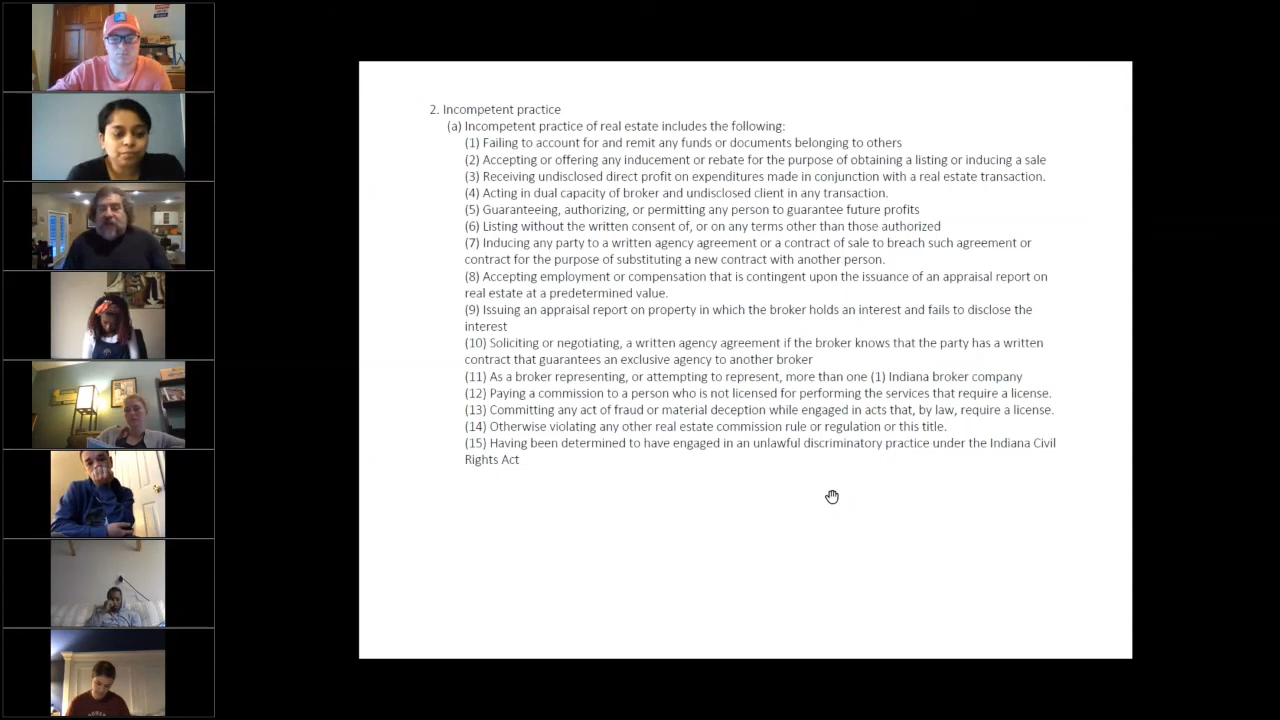 2. Incompetent practice
(a) Incompetent practice of real estate includes the following:
(1) Failing to account for and remit any funds or documents belonging to others
(2) Accepting or offering any inducement or rebate for the purpose of obtaining a listing or inducing a sale
(3) Receiving undisclosed direct profit on expenditures made in conjunction with a real estate transaction.
(4) Acting in dual capacity of broker and undisclosed client in any transaction.
(5) Guaranteeing, authorizing, or permitting any person to guarantee future profits
(6) Listing without the written consent of, or on any terms other than those authorized
(7) Inducing any party to a written agency agreement or a contract of sale to breach such agreement or
contract for the purpose of substituting a new contract with another person.
(8) Accepting employment or compensation that is contingent upon the issuance of an appraisal report on
real estate at a predetermined value.
(9) Issuing an appraisal report on property in which the broker holds an interest and fails to disclose the
interest
(10) Soliciting or negotiating, a written agency agreement if the broker knows that the party has a written
contract that guarantees an exclusive agency to another broker
(11) As a broker representing, or attempting to represent, more than one (1) Indiana broker company
(12) Paying a commission to a person who is not licensed for performing the services that require a license.
(13) Committing any act of fraud or material deception while engaged in acts that, by law, require a license.
(14) Otherwise violating any other real estate commission rule or regulation or this title.
(15) Having been determined to have engaged in an unlawful discriminatory practice under the Indiana Civil
Rights Act